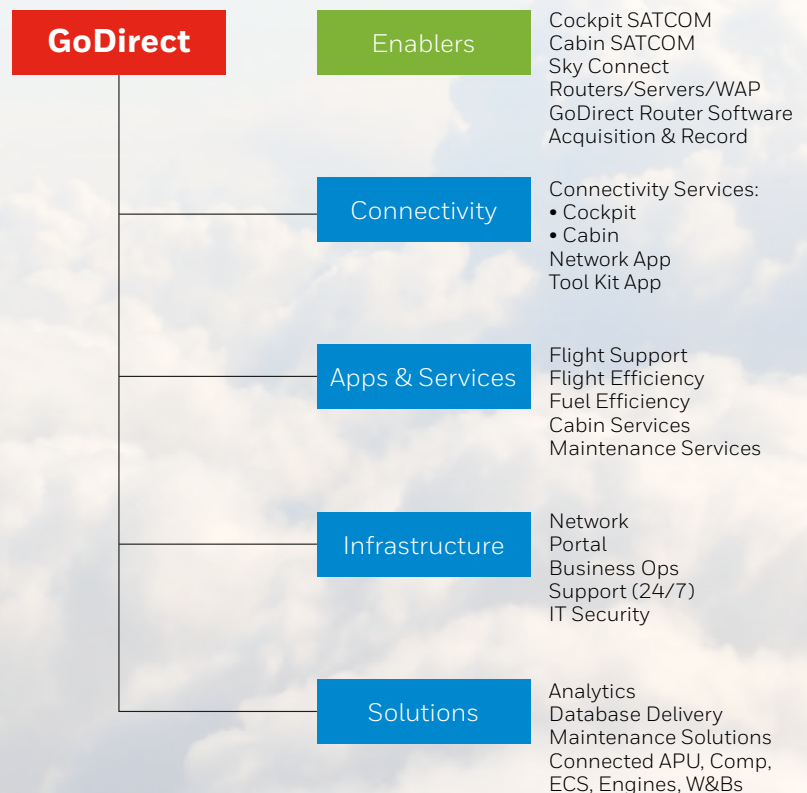 GoDirect
Enablers
Cockpit SATCOM
Cabin SATCOM
Sky Connect
Routers/Servers/WAP
GoDirect Router Software
Acquisition & Record
Connectivity
Connectivity Services:
• Cockpit
• Cabin
Network App
Tool Kit App
Apps & Services
Flight Support
Flight Efficiency
Fuel Efficiency
Cabin Services
Maintenance Services
Infrastructure
Network
Portal
Business Ops
Support (24/7)
IT Security
Solutions
Analytics
Database Delivery
Maintenance Solutions
Connected APU, Comp,
ECS, Engines, W&Bs